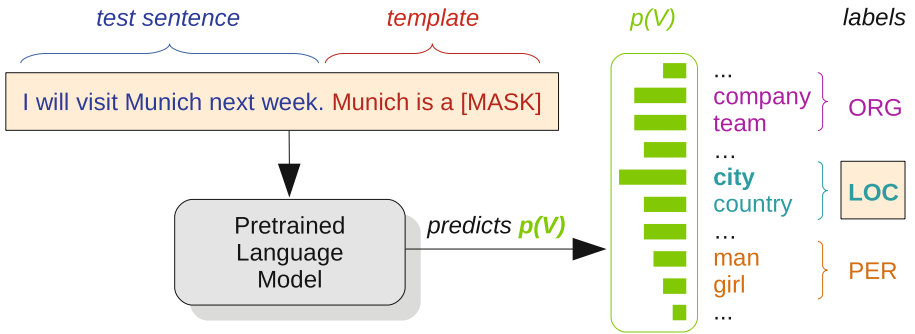 test sentence
template
p(V)
labels
I will visit Munich next week. Munich is a [MASK]
Pretrained
Language
Model
predicts p(V)
...
company
team
...
city
country
...
man
girl
...
ORG
LOC
PER